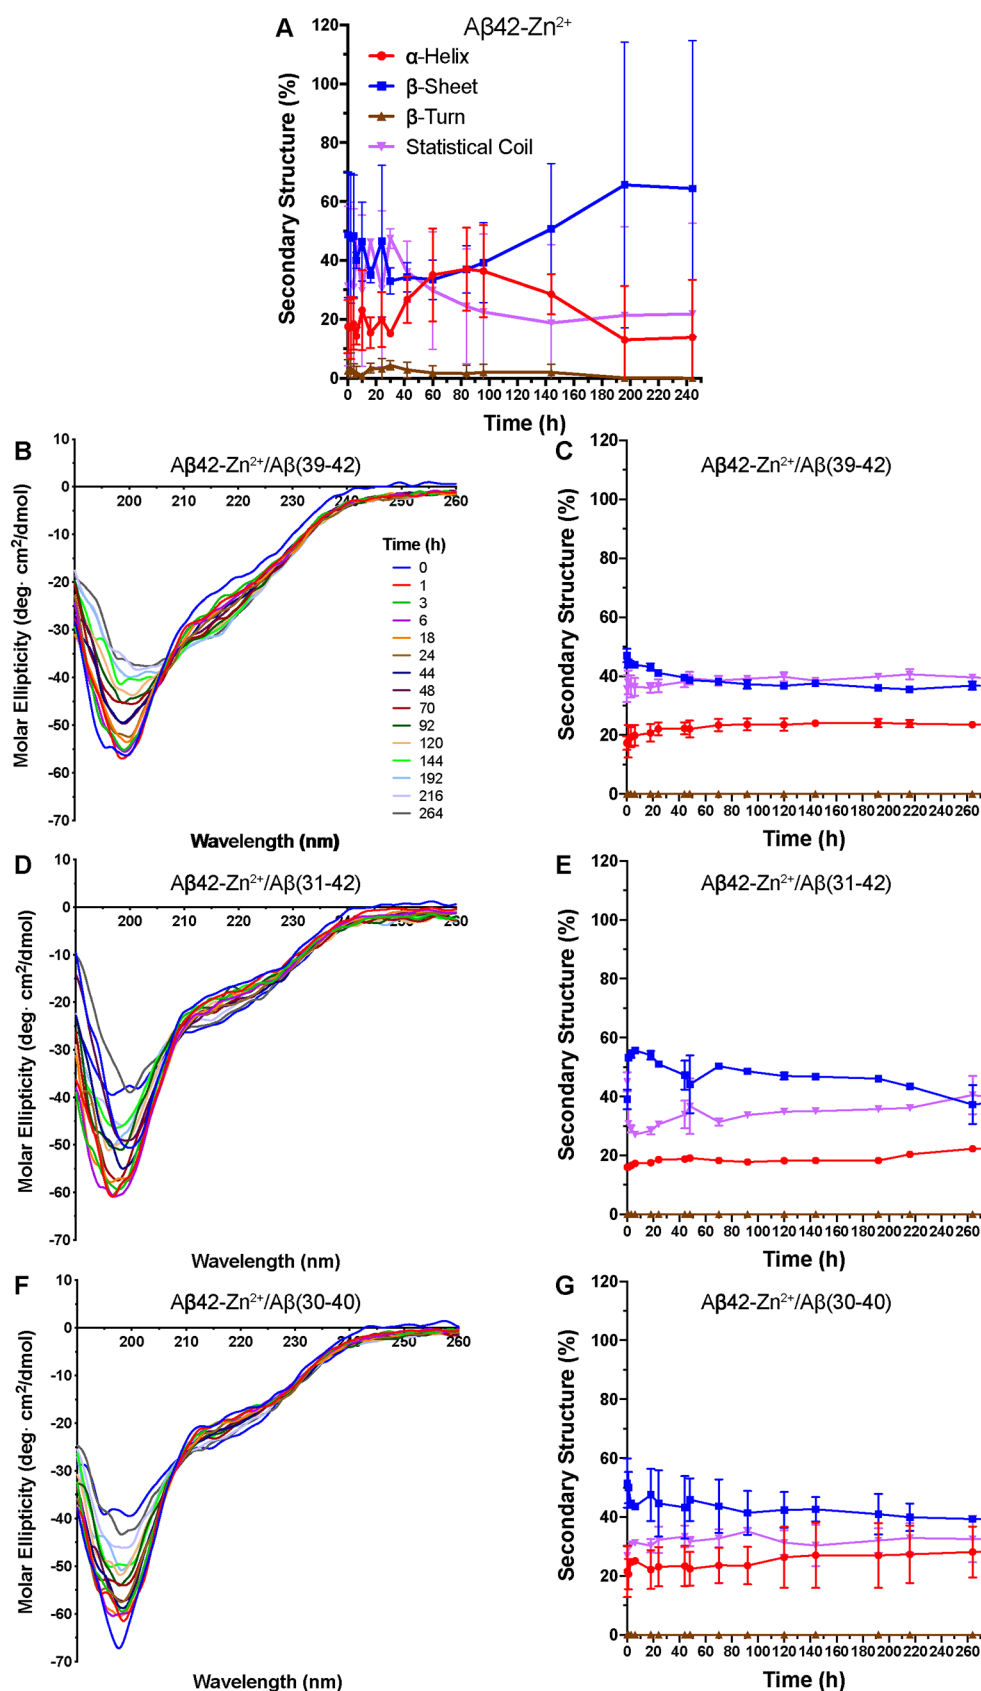 A
Aβ42-Zn²⁺
Secondary Structure (%)
120
100
80
60
40
20
0
α-Helix
β-Sheet
β-Turn
Statistical Coil
0 20 40 60 80 100 120 140 160 180 200 220 240
Time (h)
B
Aβ42-Zn²⁺/Aβ(39-42)
Molar Ellipticity (deg· cm²/dmol)
10
0
-10
-20
-30
-40
-50
-60
-70
200 210 220 230 240 250 260
Time (h)
0
1
3
6
18
24
44
48
70
92
120
144
192
216
264
Wavelength (nm)
C
Aβ42-Zn²⁺/Aβ(39-42)
Secondary Structure (%)
120
100
80
60
40
20
0
0 20 40 60 80 100 120 140 160 180 200 220 240 260
Time (h)
D
Aβ42-Zn²⁺/Aβ(31-42)
Molar Ellipticity (deg· cm²/dmol)
10
0
-10
-20
-30
-40
-50
-60
-70
200 210 220 230 240 250 260
Wavelength (nm)
E
Aβ42-Zn²⁺/Aβ(31-42)
Secondary Structure (%)
120
100
80
60
40
20
0
0 20 40 60 80 100 120 140 160 180 200 220 240 260
Time (h)
F
Aβ42-Zn²⁺/Aβ(30-40)
Molar Ellipticity (deg· cm²/dmol)
10
0
-10
-20
-30
-40
-50
-60
-70
200 210 220 230 240 250 260
Wavelength (nm)
G
Aβ42-Zn²⁺/Aβ(30-40)
Secondary Structure (%)
120
100
80
60
40
20
0
0 20 40 60 80 100 120 140 160 180 200 220 240 260
Time (h)